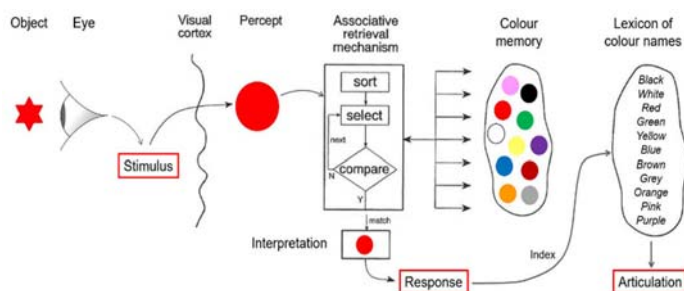 Object
Eye
Visual
cortex
Percept
Associative
retrieval
mechanism
Colour
memory
Lexicon of
colour names
sort
select
next
compare
N
Y
match
Stimulus
Interpretation
Response
Index
Black
White
Red
Green
Yellow
Blue
Brown
Grey
Orange
Pink
Purple
Articulation